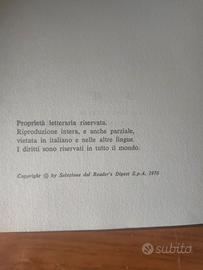 Proprietà letteraria riservata.
Riproduzione intera, e anche parziale,
vietata in italiano e nelle altre lingue.
I diritti sono riservati in tutto il mondo.
Copyright © by Selezione dal Reader's Digest S.p.A. 1976
subito